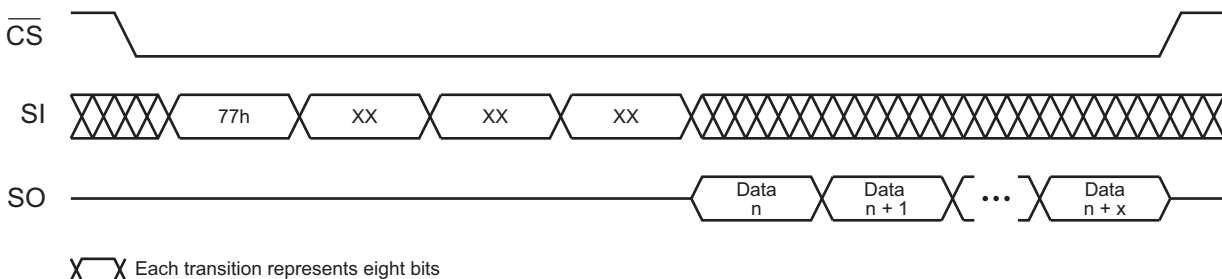 CS
SI 77h XX XX XX
SO Data n Data n + 1 ••• Data n + x
Each transition represents eight bits